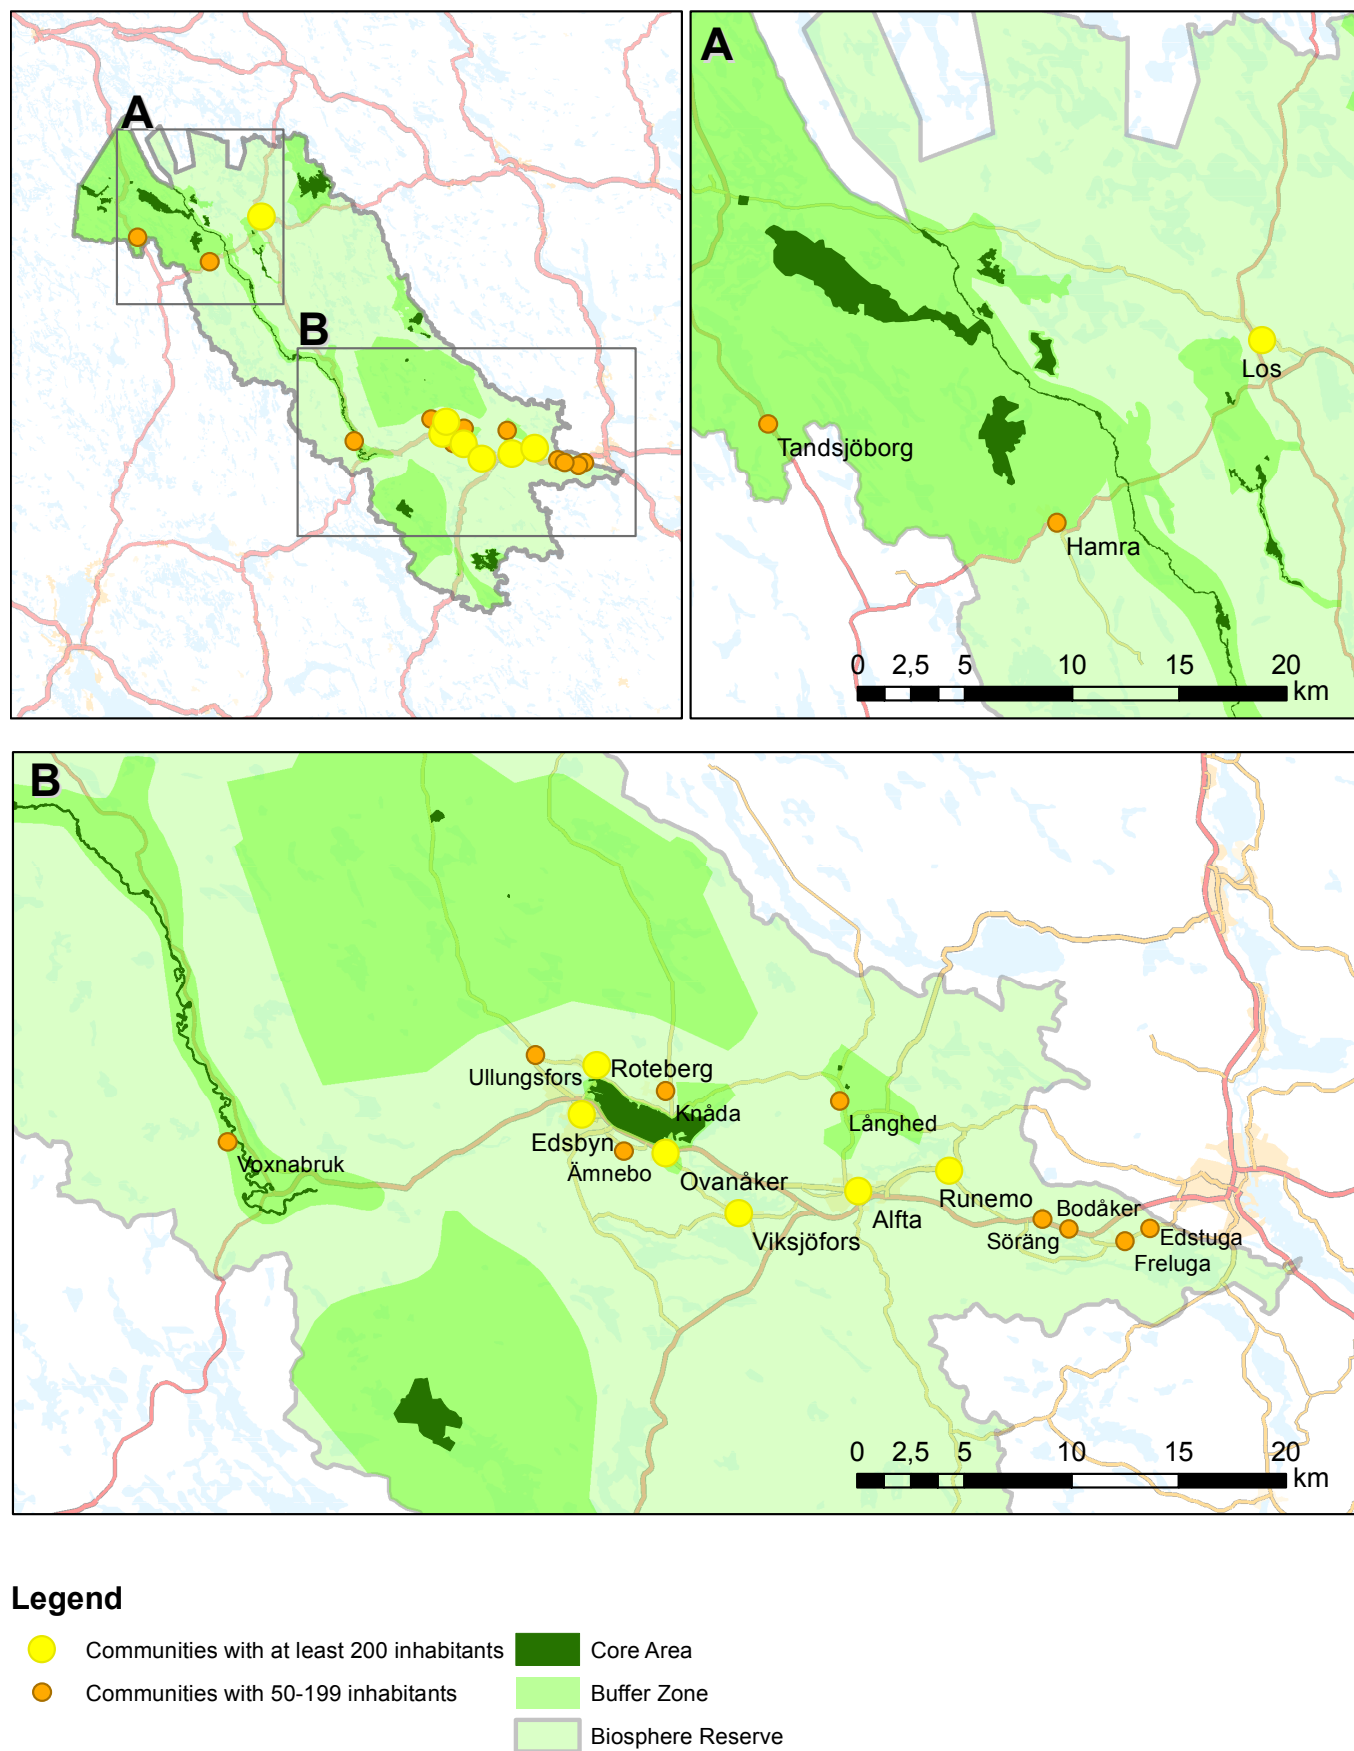 A
B
A
Los
Tandsjöborg
Hamra
0 2,5 5 10 15 20
km
B
Ullungsfors
Roteberg
Knåda
Långhed
Edsbyn
Voxnabruk
Ämnebo
Ovanåker
Runemo
Bodåker
Alfta
Söräng
Edstuga
Viksjöfors
Freluga
0 2,5 5 10 15 20
km
Legend
Communities with at least 200 inhabitants
Core Area
Communities with 50-199 inhabitants
Buffer Zone
Biosphere Reserve